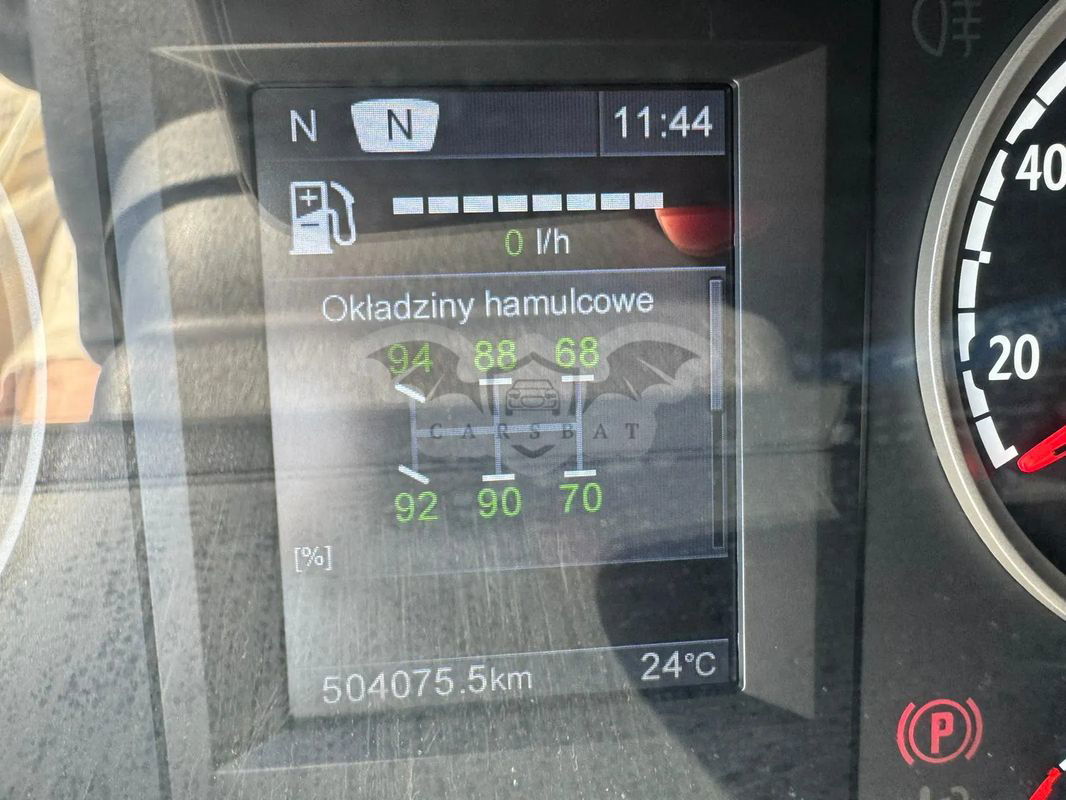 N N 11:44
0 l/h
Okładziny hamulcowe
94 88 68
CARSBAT
92 90 70
[%]
504075.5km 24°C
40
20
P